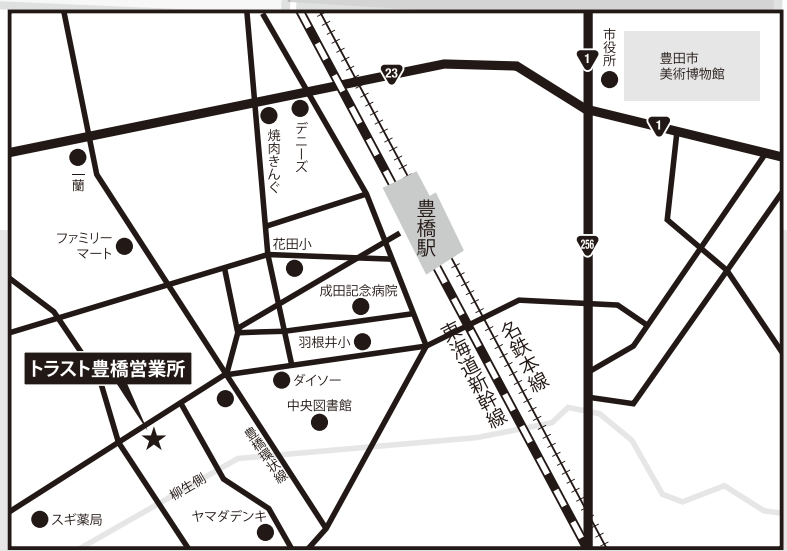 市役所
豊田市
美術博物館
1
1
23
焼肉きんぐ
デニーズ
一蘭
豊橋駅
ファミリー
マート
花田小
256
成田記念病院
羽根井小
トラスト豊橋営業所
ダイソー
中央図書館
東海道新幹線
名鉄本線
豊橋環状線
柳生側
スギ薬局
ヤマダデンキ